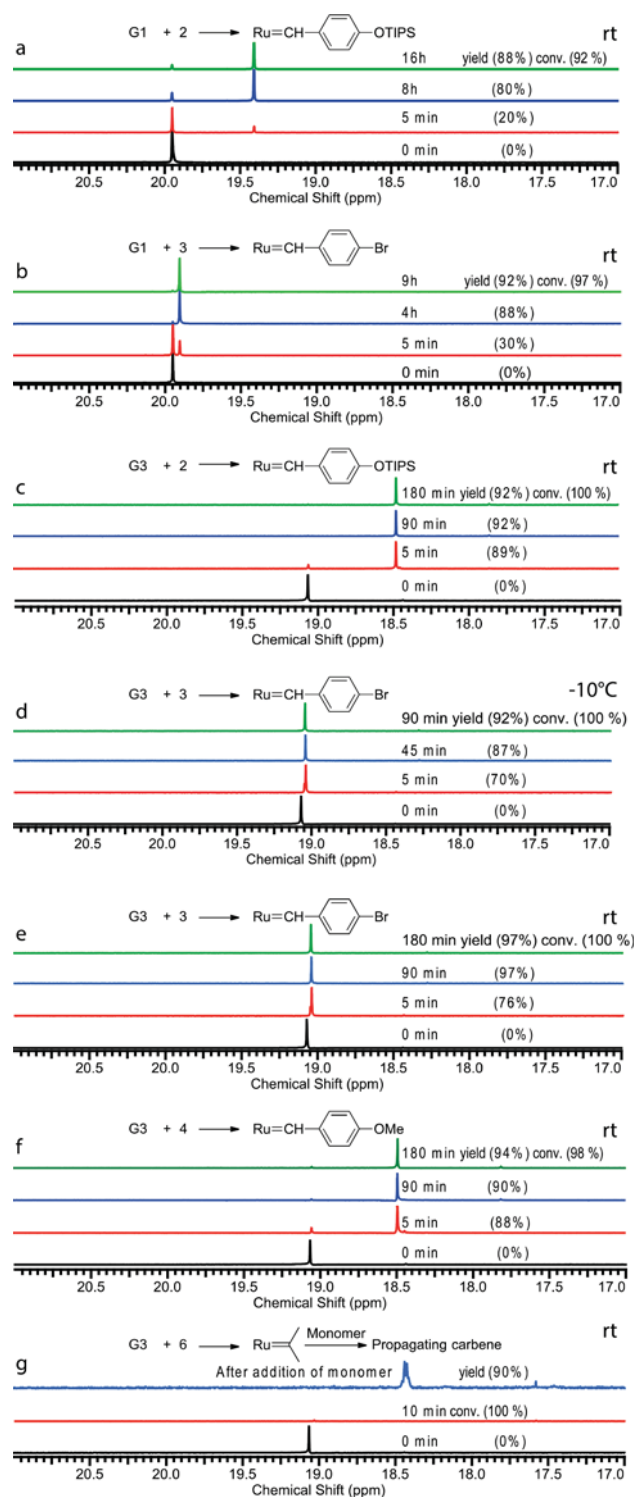 G1 + 2 Ru=CH OTIPS rt
a
16h yield (88%) conv. (92 %)
8h (80%)
5 min (20%)
0 min (0%)
20.5 20.0 19.5 19.0 18.5 18.0 17.5 17.0
Chemical Shift (ppm)
G1 + 3 Ru=CH Br rt
b
9h yield (92%) conv. (97 %)
4h (88%)
5 min (30%)
0 min (0%)
20.5 20.0 19.5 19.0 18.5 18.0 17.5 17.0
Chemical Shift (ppm)
G3 + 2 Ru=CH OTIPS rt
c
180 min yield (92%) conv. (100 %)
90 min (92%)
5 min (89%)
0 min (0%)
20.5 20.0 19.5 19.0 18.5 18.0 17.5 17.0
Chemical Shift (ppm)
G3 + 3 Ru=CH Br -10°C
d
90 min yield (92%) conv. (100 %)
45 min (87%)
5 min (70%)
0 min (0%)
20.5 20.0 19.5 19.0 18.5 18.0 17.5 17.0
Chemical Shift (ppm)
G3 + 3 Ru=CH Br rt
e
180 min yield (97%) conv. (100 %)
90 min (97%)
5 min (76%)
0 min (0%)
20.5 20.0 19.5 19.0 18.5 18.0 17.5 17.0
Chemical Shift (ppm)
G3 + 4 Ru=CH OMe rt
f
180 min yield (94%) conv. (98 %)
90 min (90%)
5 min (88%)
0 min (0%)
20.5 20.0 19.5 19.0 18.5 18.0 17.5 17.0
Chemical Shift (ppm)
G3 + 6 Ru= Monomer Propagating carbene rt
g
After addition of monomer yield (90%)
10 min conv. (100 %)
0 min (0%)
20.5 20.0 19.5 19.0 18.5 18.0 17.5 17.0
Chemical Shift (ppm)